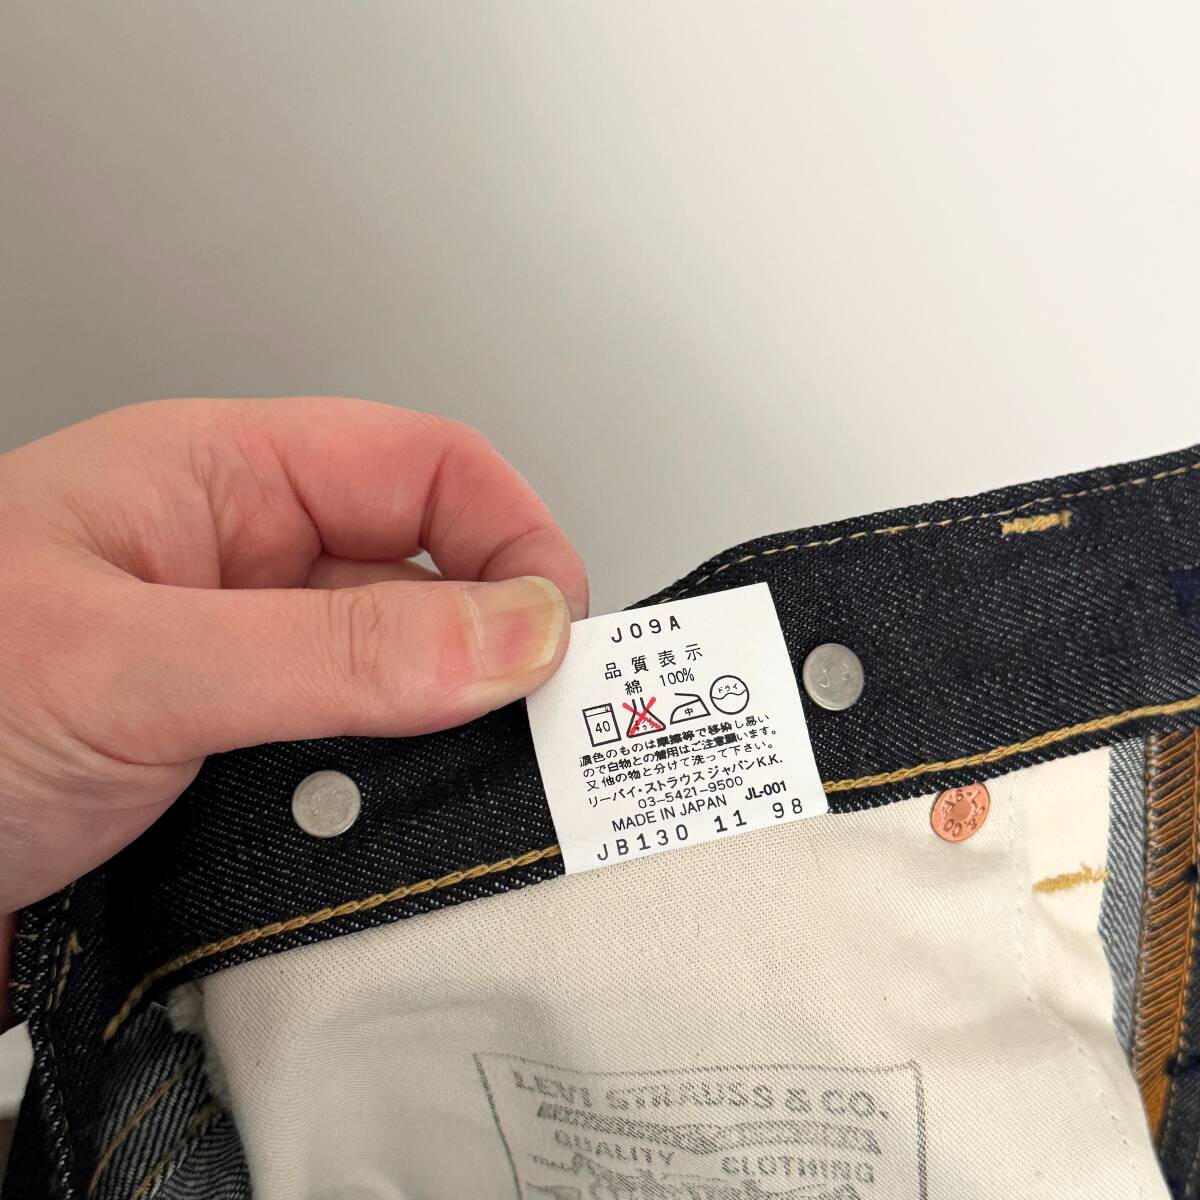 J09A
品質表示
綿 100%
40 中 ドライ
濃色のものは摩擦等で移染し易い
ので白物との着用はご注意願います。
又他の物と分けて洗って下さい。
リーバイ・ストラウス ジャパンK.K.
03-5421-9500
MADE IN JAPAN JL-001
JB130 11 98
LEVI STRAUSS & CO.
QUALITY CLOTHING